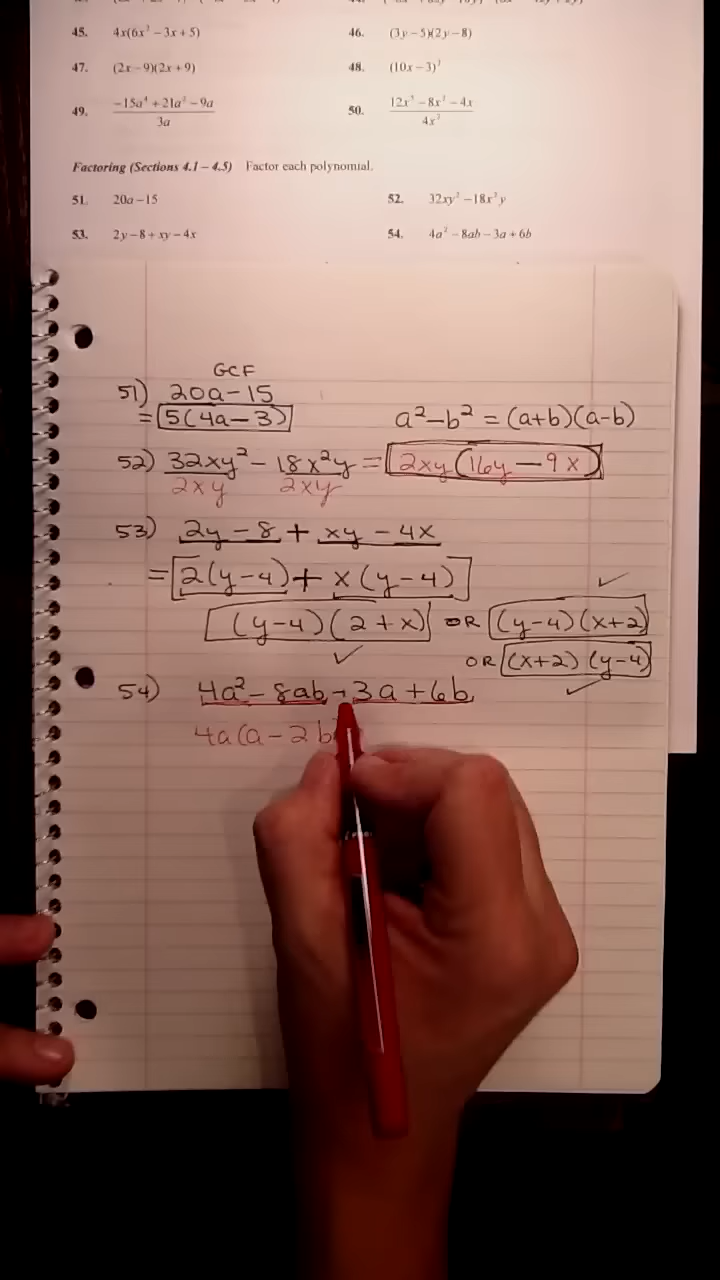 45. 4x(6x² − 3x + 5) 46. (3y − 5)(2y − 8)
47. (2x − 9)(2x + 9) 48. (10x − 3)²
49. −15a⁴ + 21a² − 9a / 3a 50. 12x³ − 8x² − 4x / 4x²
Factoring (Sections 4.1 – 4.5) Factor each polynomial.
51. 20a − 15 52. 32xy² − 18x²y
53. 2y − 8 + xy − 4x 54. 4a² − 8ab − 3a + 6b
GCF
51) 20a − 15
= 5(4a − 3) a² − b² = (a+b)(a−b)
52) 32xy² − 18x²y = 2xy(16y − 9x)
2xy 2xy
53) 2y − 8 + xy − 4x
= 2(y−4) + x(y−4)
(y−4)(2+x) OR (y−4)(x+2)
OR (x+2)(y−4)
54) 4a² − 8ab − 3a + 6b
4a(a − 2b